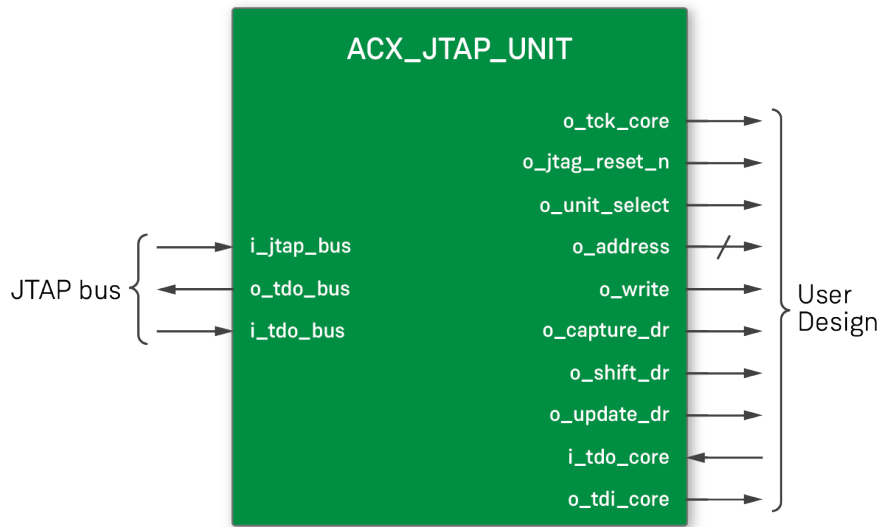 ACX_JTAP_UNIT
o_tck_core
o_jtag_reset_n
o_unit_select
i_jtap_bus
o_address
JTAP bus
o_tdo_bus
o_write
User
Design
i_tdo_bus
o_capture_dr
o_shift_dr
o_update_dr
i_tdo_core
o_tdi_core